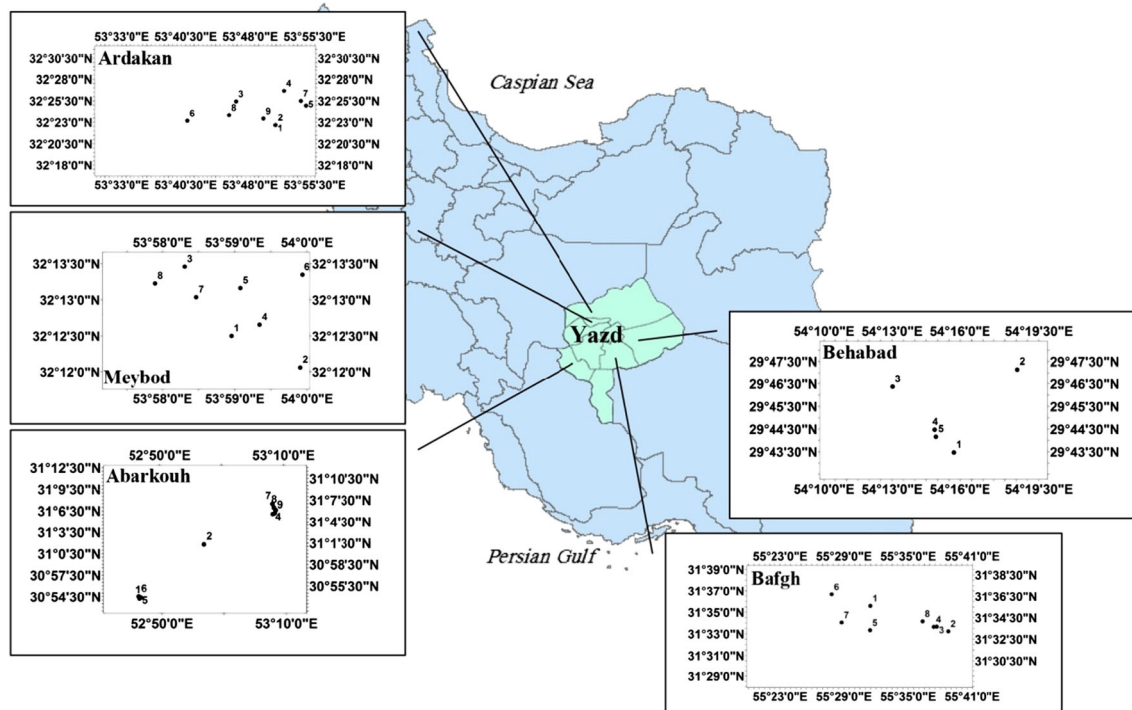 53°33'0"E 53°40'30"E 53°48'0"E 53°55'30"E
Ardakan
32°30'30"N 32°30'30"N
32°28'0"N 4 32°28'0"N
32°25'30"N 3 7 32°25'30"N
5
32°23'0"N 6 8 9 2 32°23'0"N
1
32°20'30"N 32°20'30"N
32°18'0"N 32°18'0"N
53°33'0"E 53°40'30"E 53°48'0"E 53°55'30"E
Caspian Sea
53°58'0"E 53°59'0"E 54°0'0"E
32°13'30"N 3 6 32°13'30"N
8 5
32°13'0"N 7 32°13'0"N
32°12'30"N 1 4 32°12'30"N
32°12'0"N 2 32°12'0"N
Meybod
53°58'0"E 53°59'0"E 54°0'0"E
Yazd
54°10'0"E 54°13'0"E 54°16'0"E 54°19'30"E
Behabad
29°47'30"N 2 29°47'30"N
29°46'30"N 3 29°46'30"N
29°45'30"N 29°45'30"N
29°44'30"N 4 5 29°44'30"N
29°43'30"N 1 29°43'30"N
54°10'0"E 54°13'0"E 54°16'0"E 54°19'30"E
52°50'0"E 53°10'0"E
31°12'30"N Abarkouh 31°10'30"N
31°9'30"N 7 8 31°7'30"N
31°6'30"N 9 31°4'30"N
4
31°3'30"N 2 31°1'30"N
31°0'30"N 30°58'30"N
30°57'30"N 30°55'30"N
30°54'30"N 16
5
52°50'0"E 53°10'0"E
Persian Gulf
55°23'0"E 55°29'0"E 55°35'0"E 55°41'0"E
31°39'0"N Bafgh 31°38'30"N
31°37'0"N 6 1 31°36'30"N
31°35'0"N 7 8 4 2 31°34'30"N
31°33'0"N 5 3 31°32'30"N
31°31'0"N 31°30'30"N
31°29'0"N
55°23'0"E 55°29'0"E 55°35'0"E 55°41'0"E